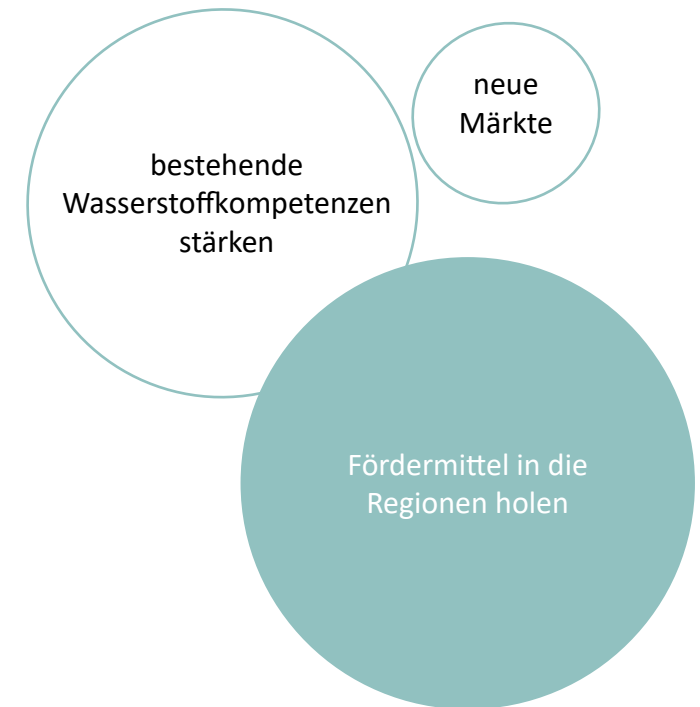 neue
Märkte
bestehende
Wasserstoffkompetenzen
stärken
Fördermittel in die
Regionen holen